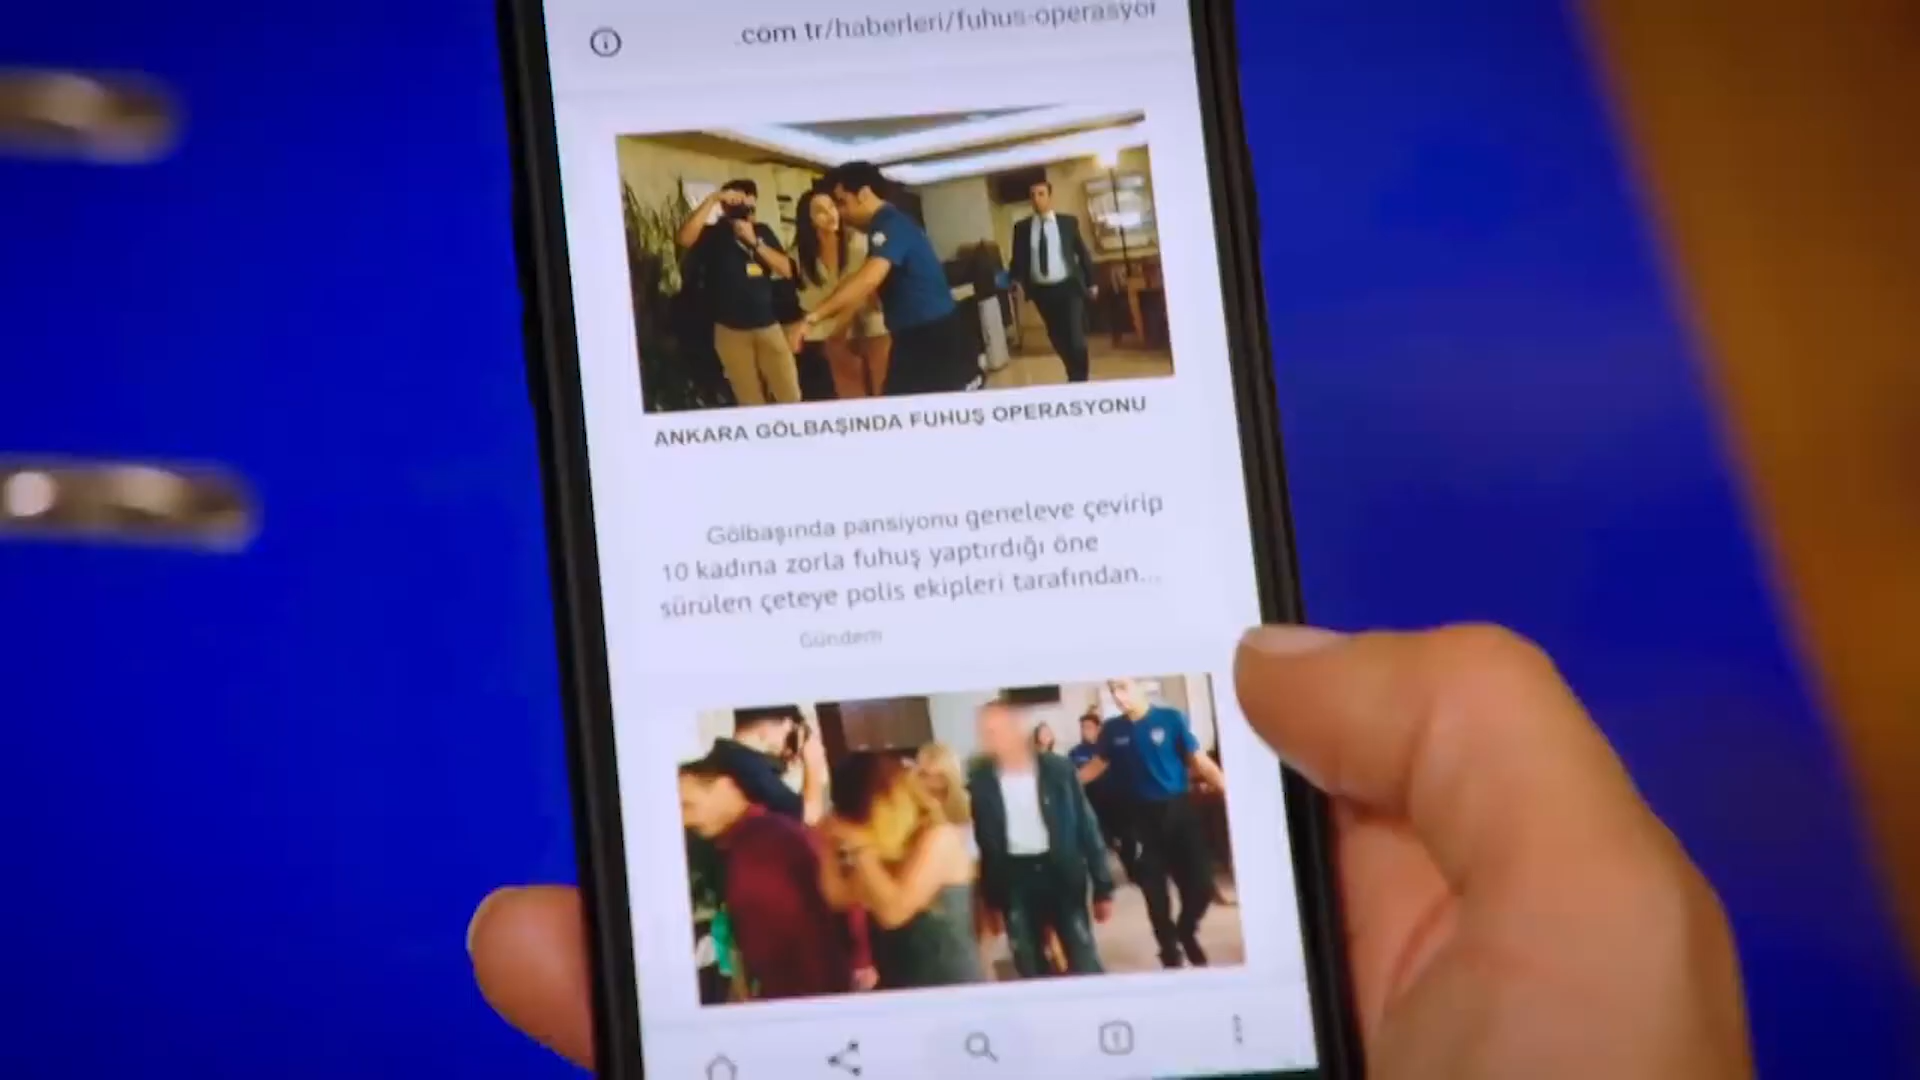 .com tr/haberleri/fuhus-operasyor
ANKARA GÖLBAŞINDA FUHUŞ OPERASYONU
Gölbaşında pansiyonu geneleve çevirip
10 kadına zorla fuhuş yaptırdığı öne
sürülen çeteye polis ekipleri tarafından...
Gündem